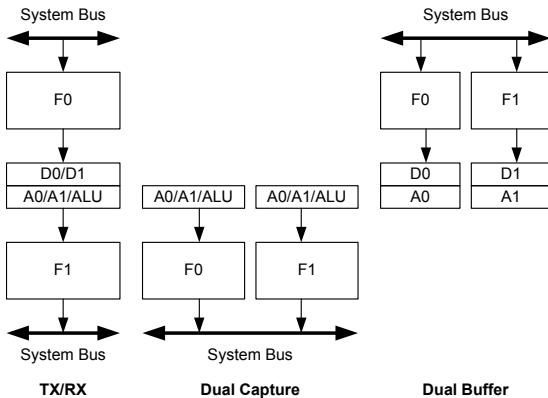 System Bus
System Bus
F0
F0
F1
D0/D1
D0
D1
A0/A1/ALU
A0/A1/ALU
A0/A1/ALU
A0
A1
F1
F0
F1
System Bus
System Bus
TX/RX
Dual Capture
Dual Buffer